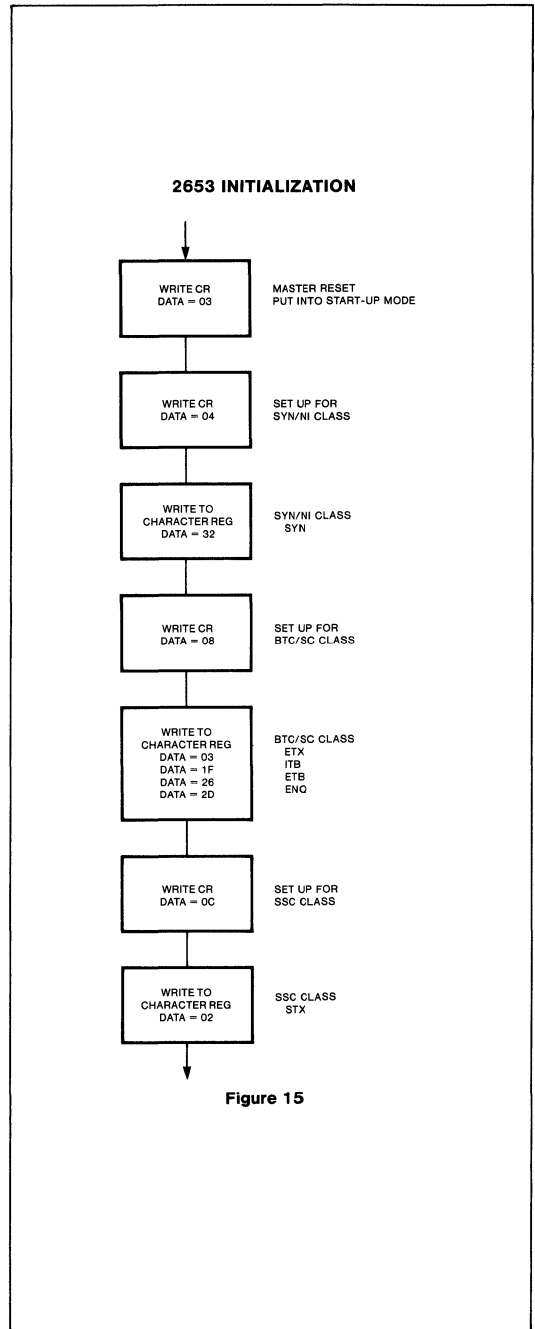 2653 INITIALIZATION
WRITE CR
DATA = 03
MASTER RESET
PUT INTO START-UP MODE
WRITE CR
DATA = 04
SET UP FOR
SYN/NI CLASS
WRITE TO
CHARACTER REG
DATA = 32
SYN/NI CLASS
SYN
WRITE CR
DATA = 08
SET UP FOR
BTC/SC CLASS
WRITE TO
CHARACTER REG
DATA = 03
DATA = 1F
DATA = 26
DATA = 2D
BTC/SC CLASS
ETX
ITB
ETB
ENQ
WRITE CR
DATA = 0C
SET UP FOR
SSC CLASS
WRITE TO
CHARACTER REG
DATA = 02
SSC CLASS
STX
Figure 15